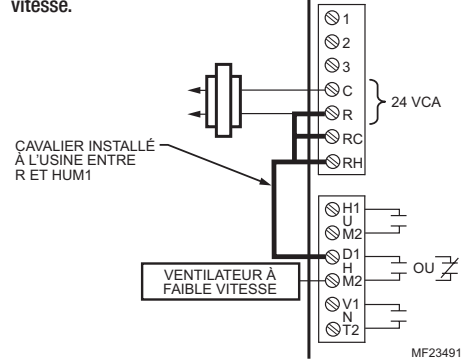 vitesse.
1
2
3
C
R
24 VCA
RC
RH
CAVALIER INSTALLÉ
À L'USINE ENTRE
R ET HUM1
H1
U
M2
D1
H
OU
M2
V1
N
T2
VENTILATEUR À
FAIBLE VITESSE
MF23491